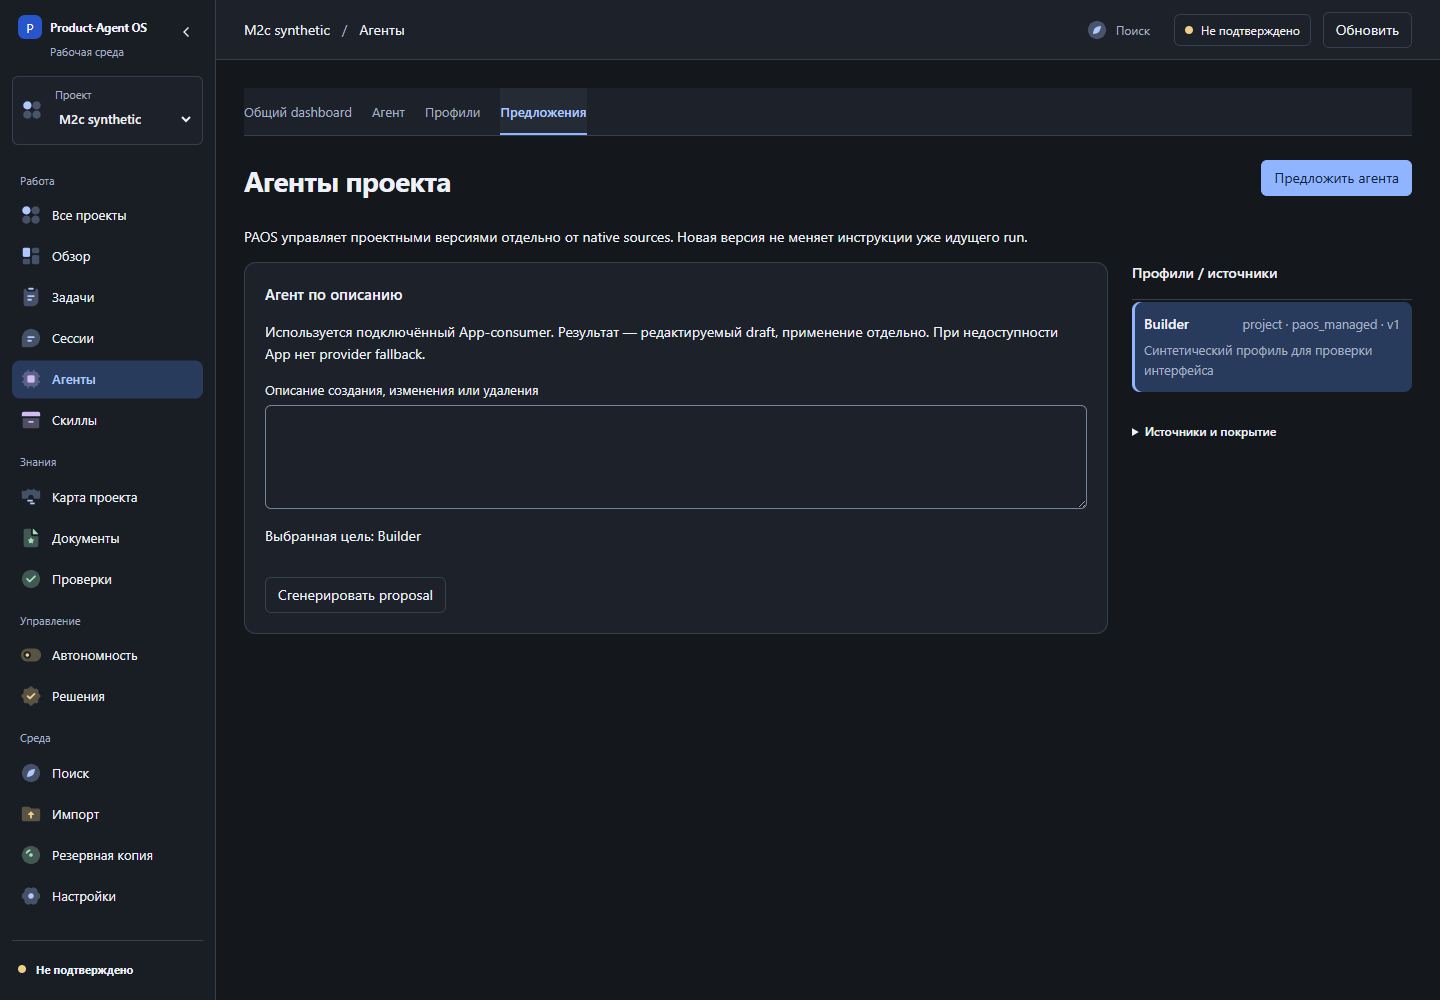 P
Product-Agent OS
Рабочая среда
Проект
M2c synthetic
Работа
Все проекты
Обзор
Задачи
Сессии
Агенты
Скиллы
Знания
Карта проекта
Документы
Проверки
Управление
Автономность
Решения
Среда
Поиск
Импорт
Резервная копия
Настройки
Не подтверждено
M2c synthetic / Агенты
Поиск
Не подтверждено
Обновить
Общий dashboard Агент Профили Предложения
Агенты проекта
Предложить агента
PAOS управляет проектными версиями отдельно от native sources. Новая версия не меняет инструкции уже идущего run.
Агент по описанию
Используется подключённый App-consumer. Результат — редактируемый draft, применение отдельно. При недоступности
App нет provider fallback.
Описание создания, изменения или удаления
Выбранная цель: Builder
Сгенерировать proposal
Профили / источники
Builder project · paos_managed · v1
Синтетический профиль для проверки
интерфейса
Источники и покрытие